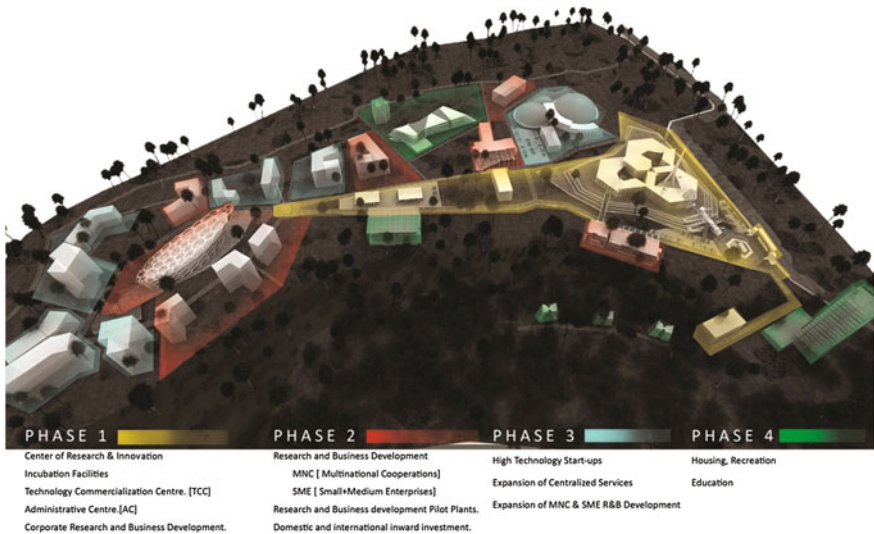 PHASE 1
Center of Research & Innovation
Incubation Facilities
Technology Commercialization Centre. [TCC]
Administrative Centre.[AC]
Corporate Research and Business Development.
PHASE 2
Research and Business Development
MNC [ Multinational Cooperations]
SME [ Small+Medium Enterprises]
Research and Business development Pilot Plants.
Domestic and international inward investment.
PHASE 3
High Technology Start-ups
Expansion of Centralized Services
Expansion of MNC & SME R&B Development
PHASE 4
Housing, Recreation
Education